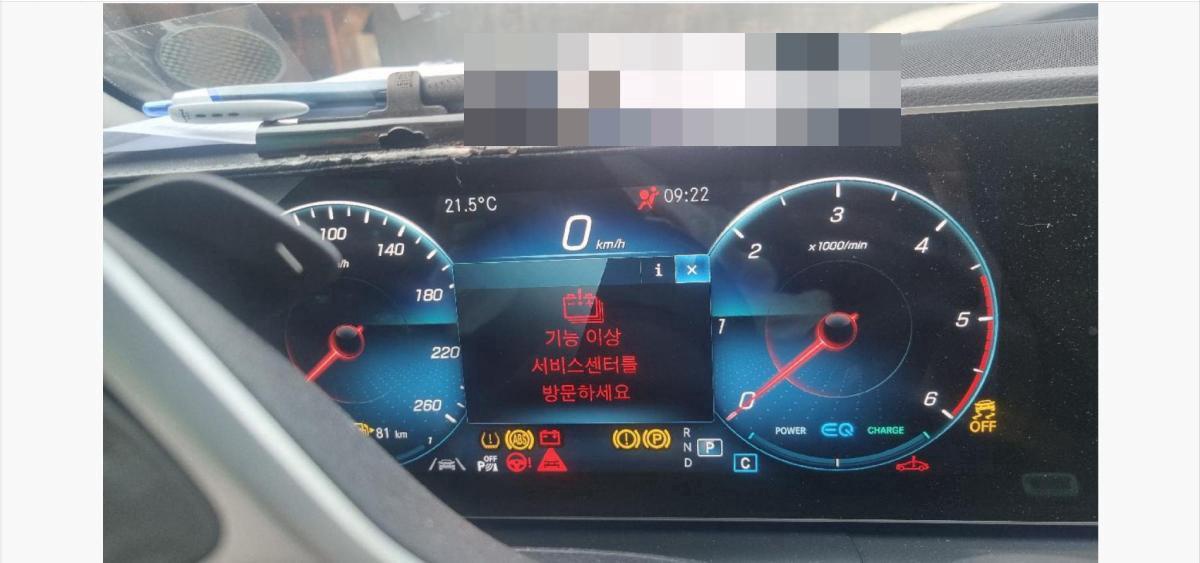 21.5°C
09:22
0 km/h
i ×
기능 이상
서비스센터를
방문하세요
100
140
180
220
260
81 km
1
x1000/min
0
1
2
3
4
5
6
POWER EQ CHARGE
ABS
P
OFF
P
R
N P
D
C
OFF